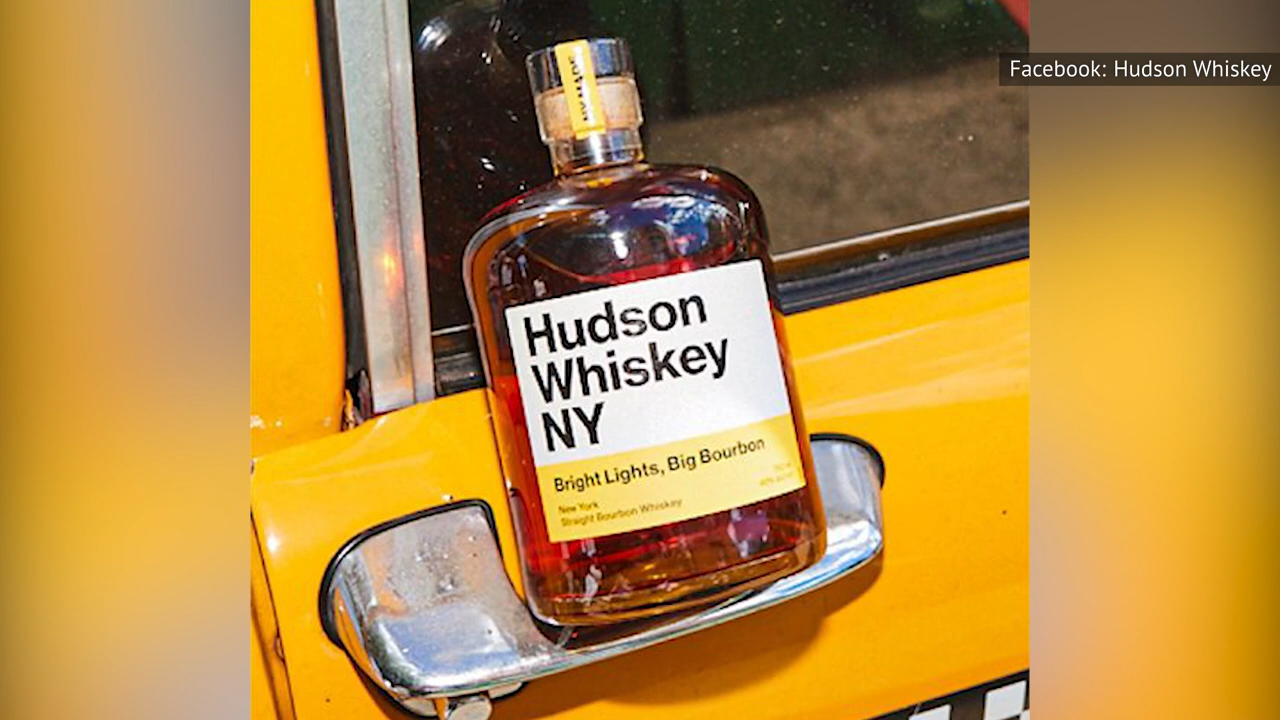 Facebook: Hudson Whiskey
Hudson
Whiskey
NY
Bright Lights, Big Bourbon
New York
Straight Bourbon Whiskey